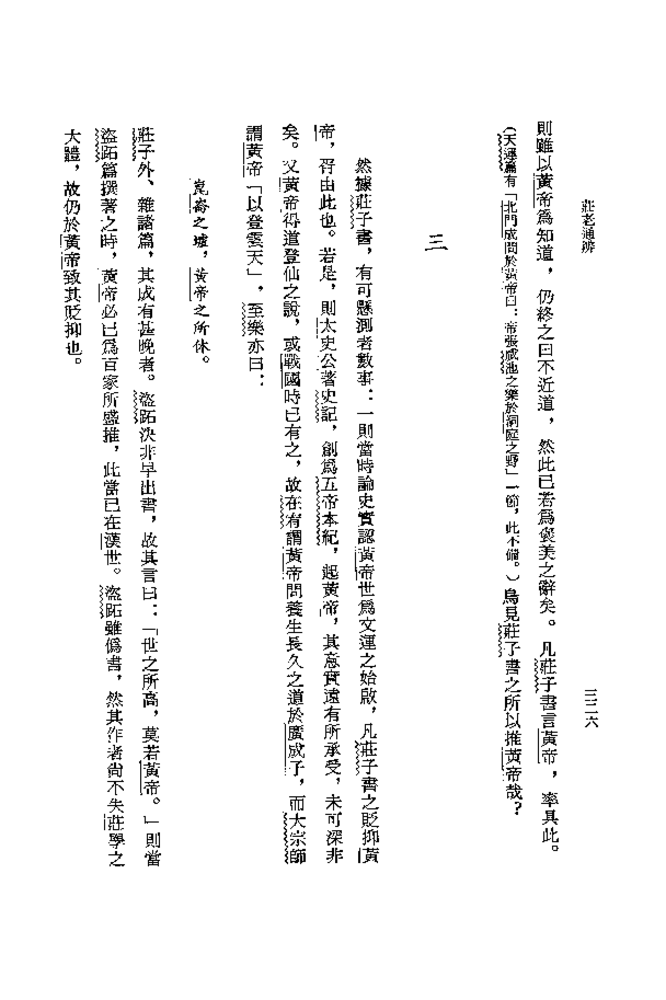 莊老通辨
三二六
則雖以黃帝爲知道，仍終之曰不近道，然此已若爲褒美之辭矣。凡莊子書言黃帝，率具此。
（天運篇有「北門成問於黃帝曰：帝張咸池之樂於洞庭之野」一節，此不備。）烏見莊子書之所以推黃帝哉？
三
然據莊子書，有可懸測者數事：一則當時論史實認黃帝世爲文運之始啟，凡莊子書之貶抑黃
帝，胥由此也。若是，則太史公著史記，創爲五帝本紀，起黃帝，其意實遠有所承受，未可深非
矣。又黃帝得道登仙之說，或戰國時已有之，故在宥謂黃帝問養生長久之道於廣成子，而大宗師
謂黃帝「以登雲天」，至樂亦曰：
崑崙之墟，黃帝之所休。
莊子外、雜諸篇，其成有甚晚者。盜跖決非早出書，故其言曰：「世之所高，莫若黃帝。」則當
盜跖篇撰著之時，黃帝必已爲百家所盛推，此當已在漢世。盜跖雖僞書，然其作者尚不失莊學之
大體，故仍於黃帝致其貶抑也。